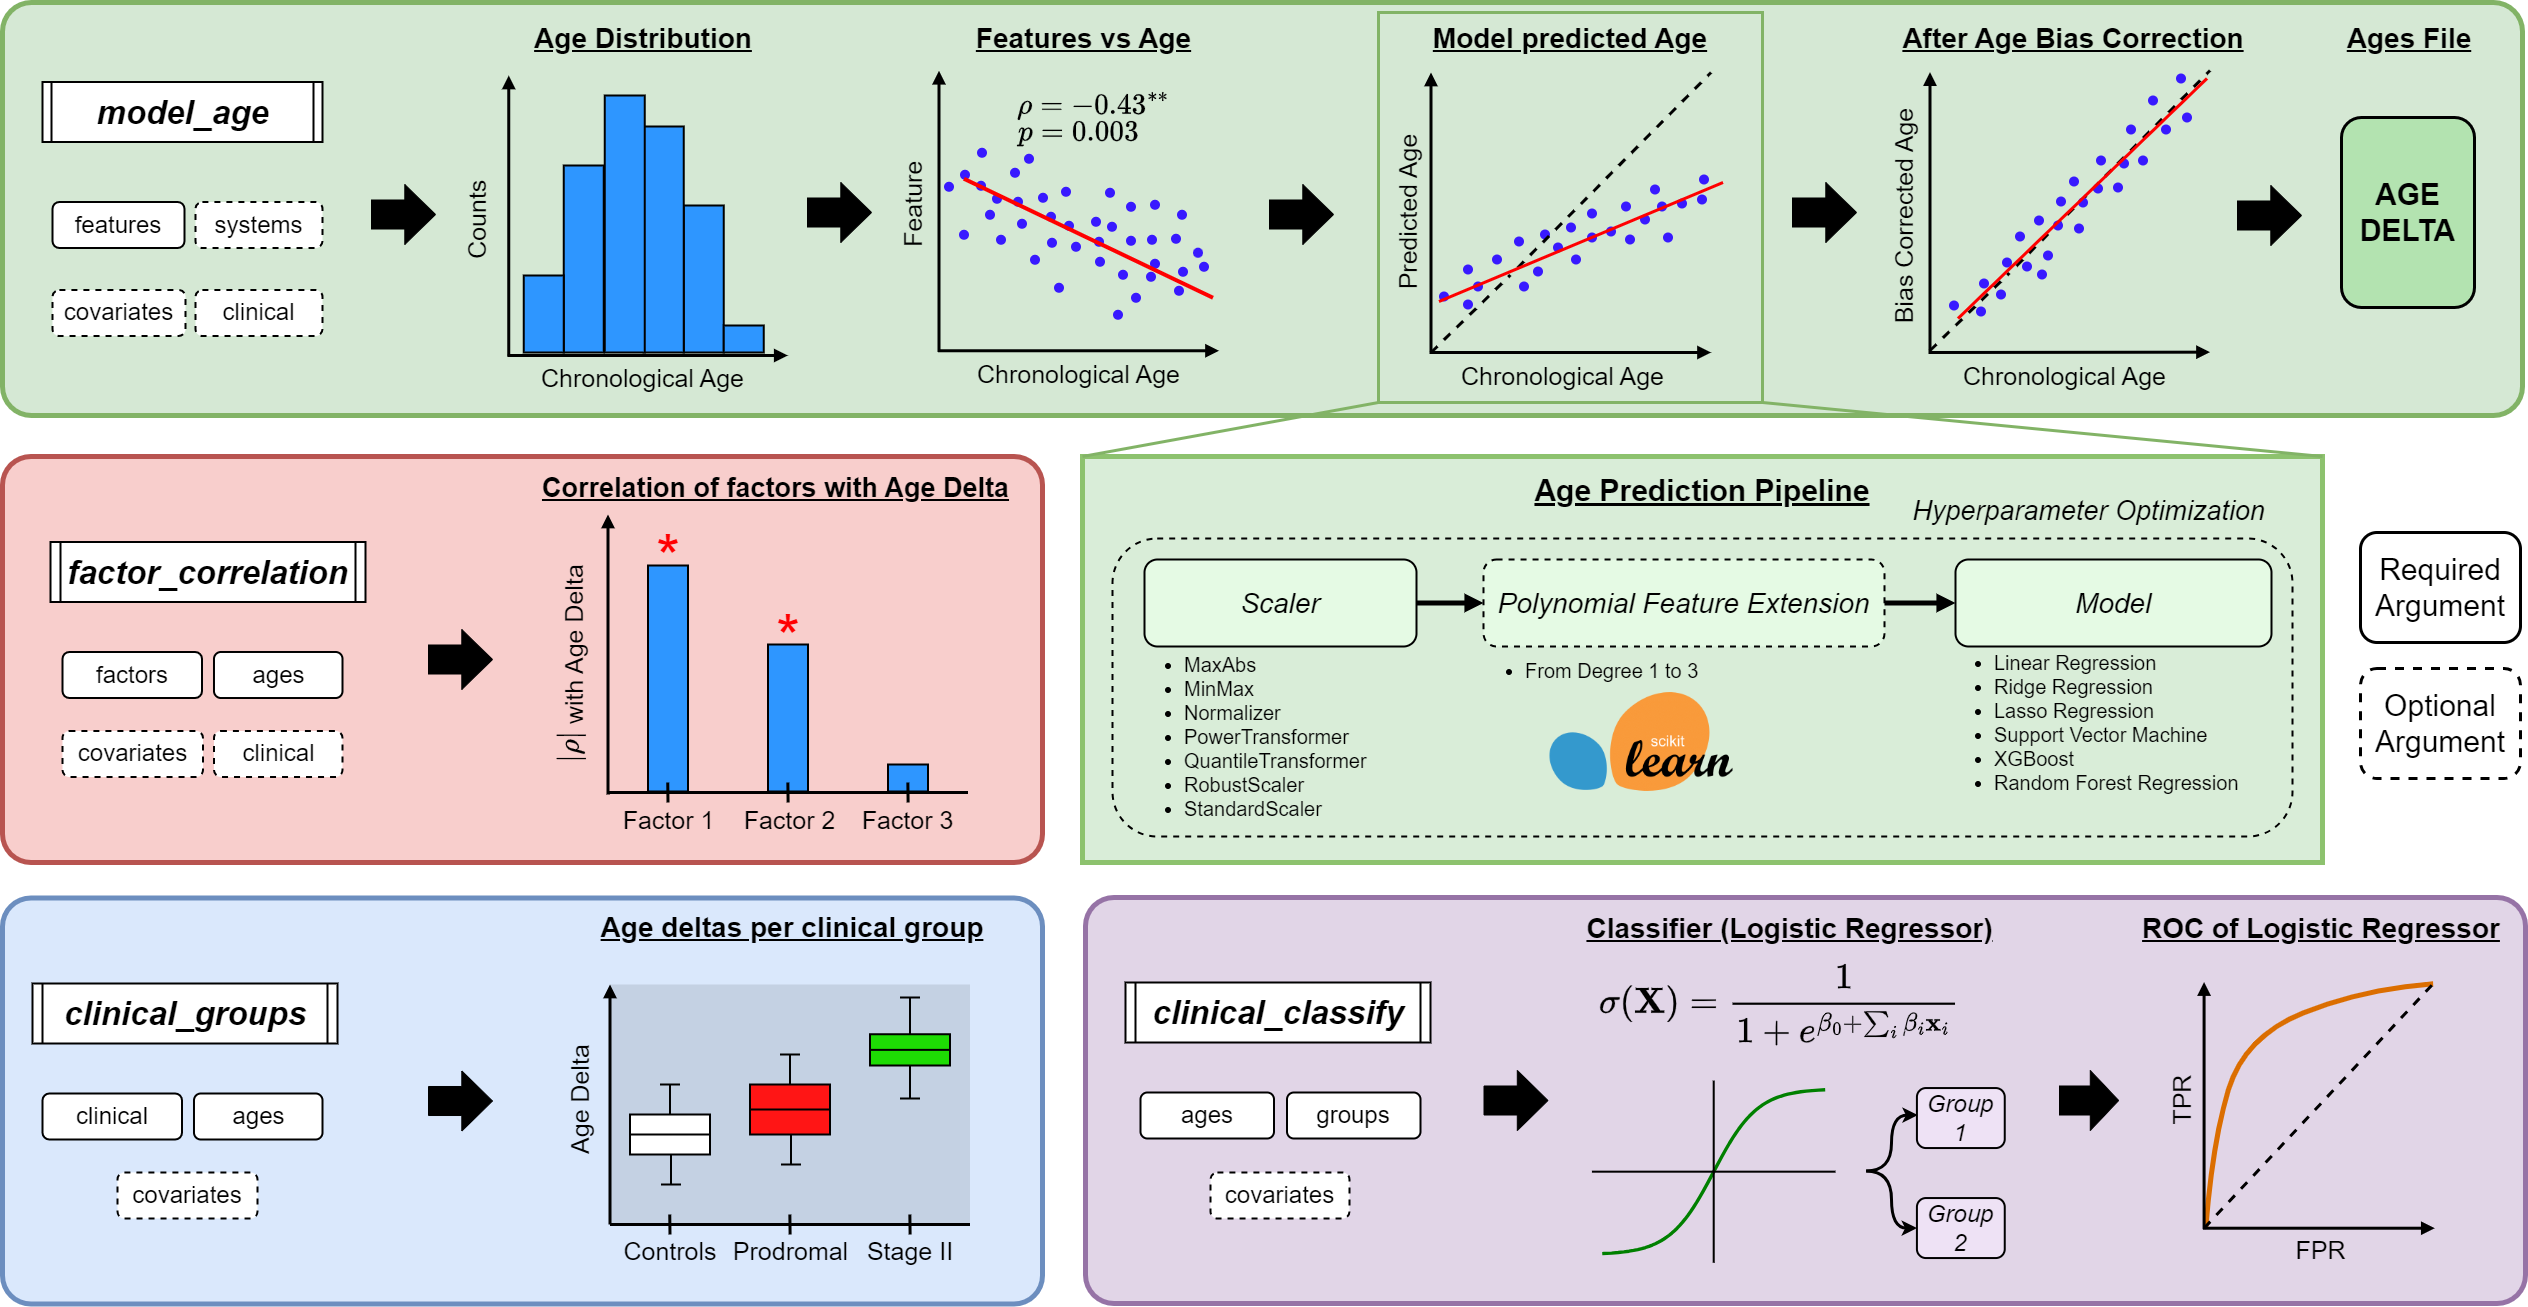 model_age
features
systems
covariates
clinical
Age Distribution
Counts
Chronological Age
Features vs Age
ρ = −0.43**
p = 0.003
Feature
Chronological Age
Model predicted Age
Predicted Age
Chronological Age
After Age Bias Correction
Bias Corrected Age
Chronological Age
Ages File
AGE
DELTA
factor_correlation
factors
ages
covariates
clinical
Correlation of factors with Age Delta
|ρ| with Age Delta
*
*
Factor 1
Factor 2
Factor 3
Age Prediction Pipeline
Hyperparameter Optimization
Scaler
• MaxAbs
• MinMax
• Normalizer
• PowerTransformer
• QuantileTransformer
• RobustScaler
• StandardScaler
Polynomial Feature Extension
• From Degree 1 to 3
scikit
learn
Model
• Linear Regression
• Ridge Regression
• Lasso Regression
• Support Vector Machine
• XGBoost
• Random Forest Regression
Required
Argument
Optional
Argument
clinical_groups
clinical
ages
covariates
Age deltas per clinical group
Age Delta
Controls
Prodromal
Stage II
clinical_classify
ages
groups
covariates
Classifier (Logistic Regressor)
σ(X) = 1 / (1 + e^(β₀+∑ᵢ βᵢxᵢ))
Group
1
Group
2
ROC of Logistic Regressor
TPR
FPR